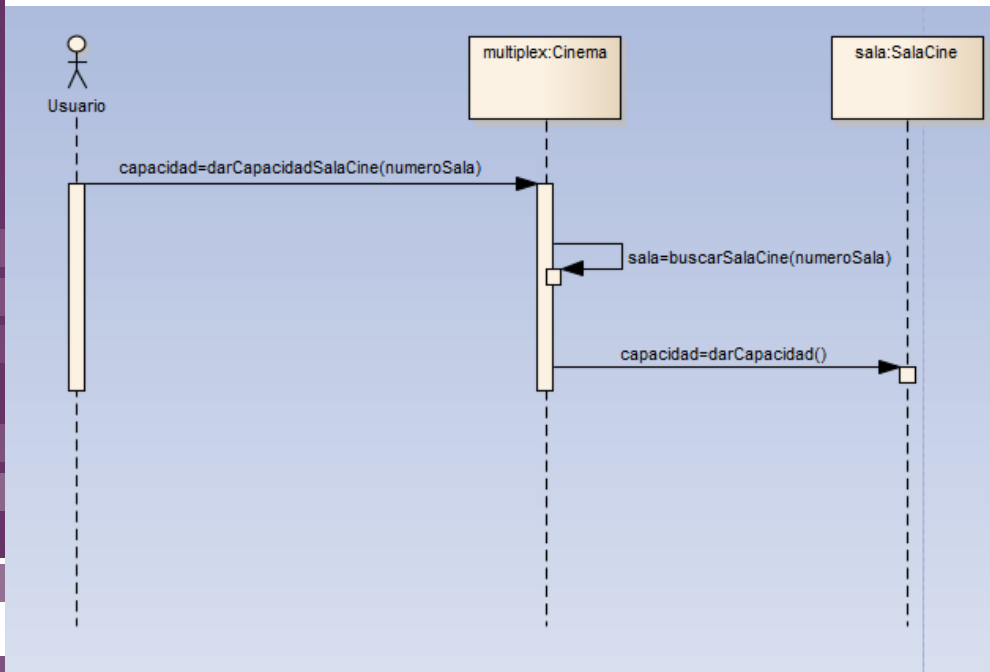 multiplex:Cinema
sala:SalaCine
Usuario
capacidad=darCapacidadSalaCine(numeroSala)
sala=buscarSalaCine(numeroSala)
capacidad=darCapacidad()